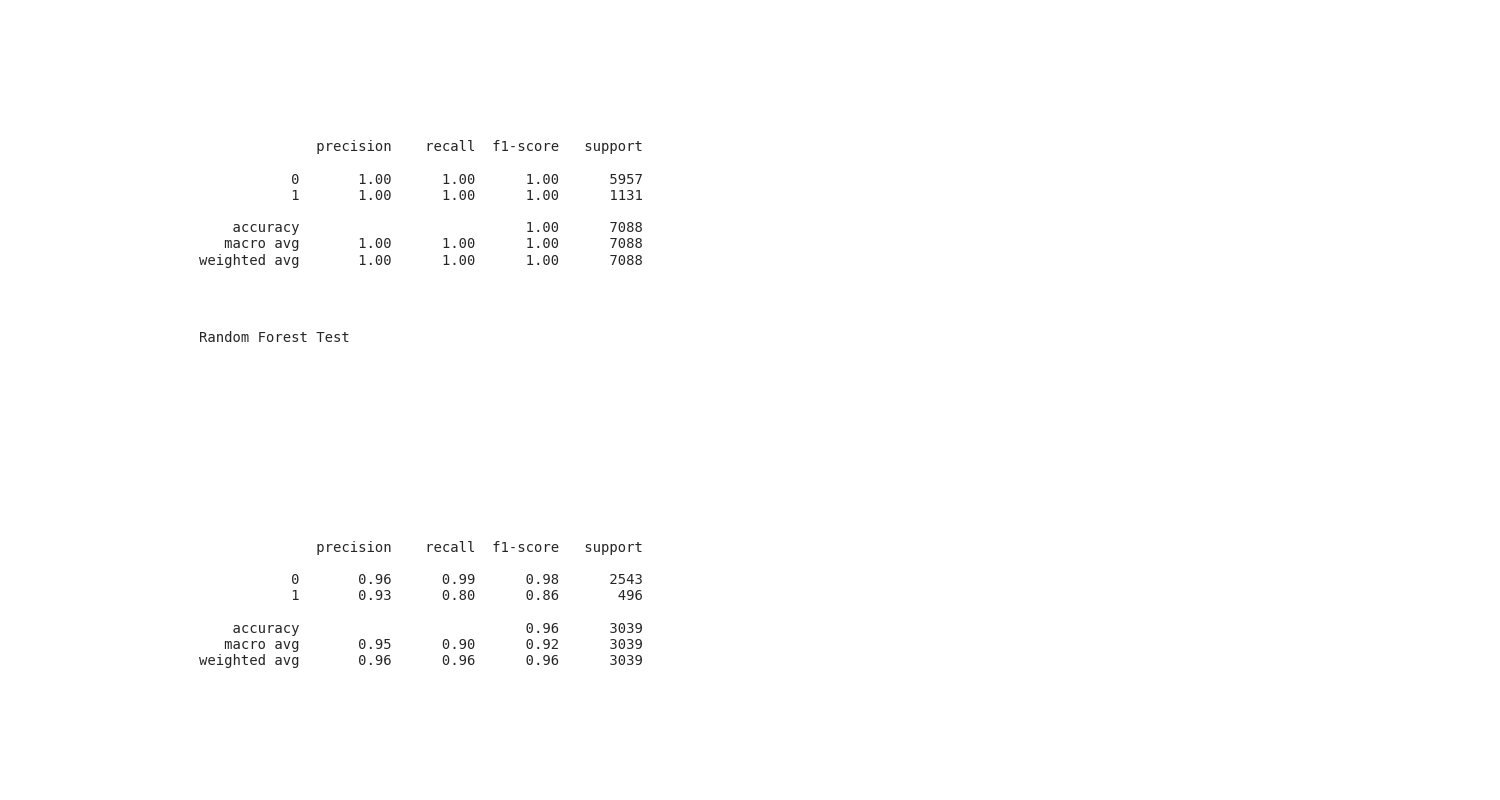 precision    recall  f1-score   support
0       1.00      1.00      1.00      5957
1       1.00      1.00      1.00      1131
accuracy                           1.00      7088
macro avg       1.00      1.00      1.00      7088
weighted avg       1.00      1.00      1.00      7088
Random Forest Test
precision    recall  f1-score   support
0       0.96      0.99      0.98      2543
1       0.93      0.80      0.86       496
accuracy                           0.96      3039
macro avg       0.95      0.90      0.92      3039
weighted avg       0.96      0.96      0.96      3039